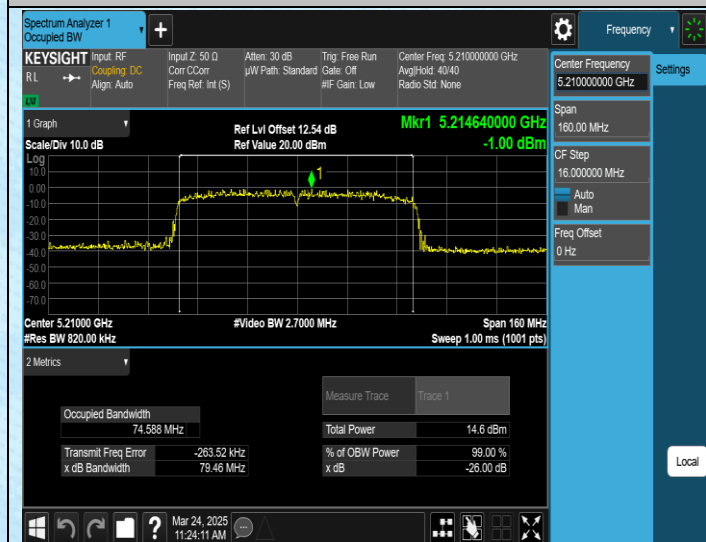 Spectrum Analyzer 1
Occupied BW
Frequency
KEYSIGHT
R L
LXI
Input: RF
Coupling: DC
Align: Auto
Input Z: 50 Ω
Corr CCorr
Freq Ref: Int (S)
Atten: 30 dB
µW Path: Standard
Trig: Free Run
Gate: Off
#IF Gain: Low
Center Freq: 5.210000000 GHz
Avg|Hold: 40/40
Radio Std: None
Center Frequency
5.210000000 GHz
Settings
Span
160.00 MHz
CF Step
16.000000 MHz
Auto
Man
Freq Offset
0 Hz
1 Graph
Scale/Div 10.0 dB
Ref Lvl Offset 12.54 dB
Ref Value 20.00 dBm
Mkr1 5.214640000 GHz
-1.00 dBm
Log
10.0
0.00
-10.0
-20.0
-30.0
-40.0
-50.0
-60.0
-70.0
1
Center 5.21000 GHz
#Res BW 820.00 kHz
#Video BW 2.7000 MHz
Span 160 MHz
Sweep 1.00 ms (1001 pts)
2 Metrics
Measure Trace
Trace 1
Occupied Bandwidth
74.588 MHz
Total Power
14.6 dBm
Transmit Freq Error
-263.52 kHz
% of OBW Power
99.00 %
x dB Bandwidth
79.46 MHz
x dB
-26.00 dB
Local
?
Mar 24, 2025
11:24:11 AM